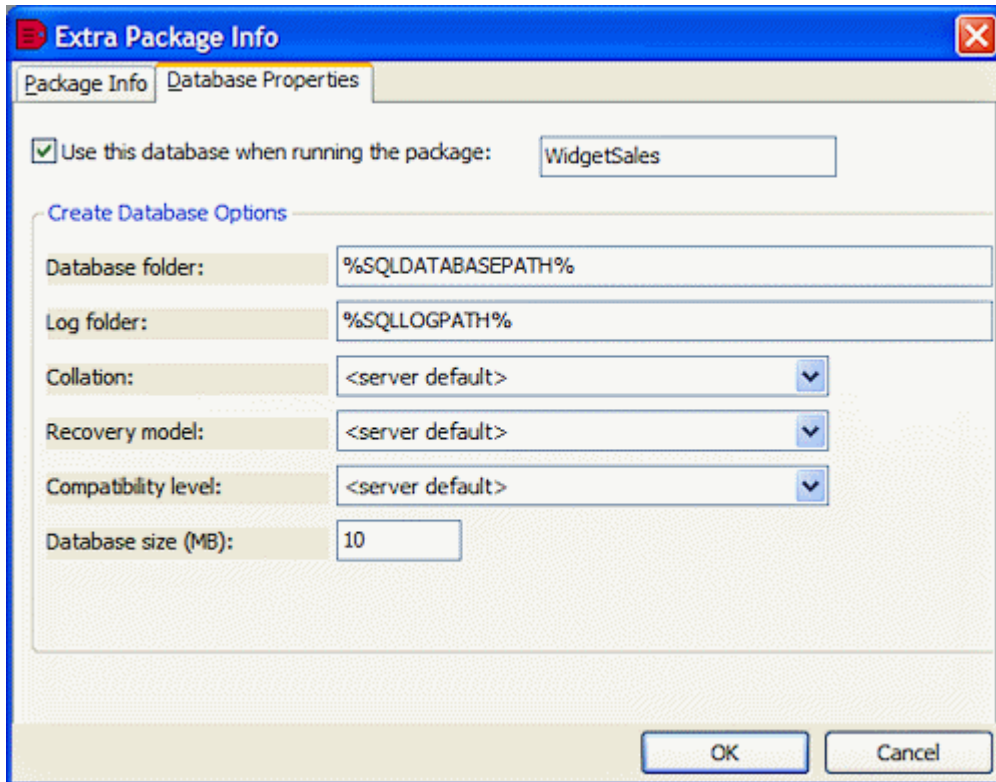 Extra Package Info
Package Info Database Properties
Use this database when running the package: WidgetSales
Create Database Options
Database folder: %SQLDATABASEPATH%
Log folder: %SQLLOGPATH%
Collation: <server default>
Recovery model: <server default>
Compatibility level: <server default>
Database size (MB): 10
OK Cancel